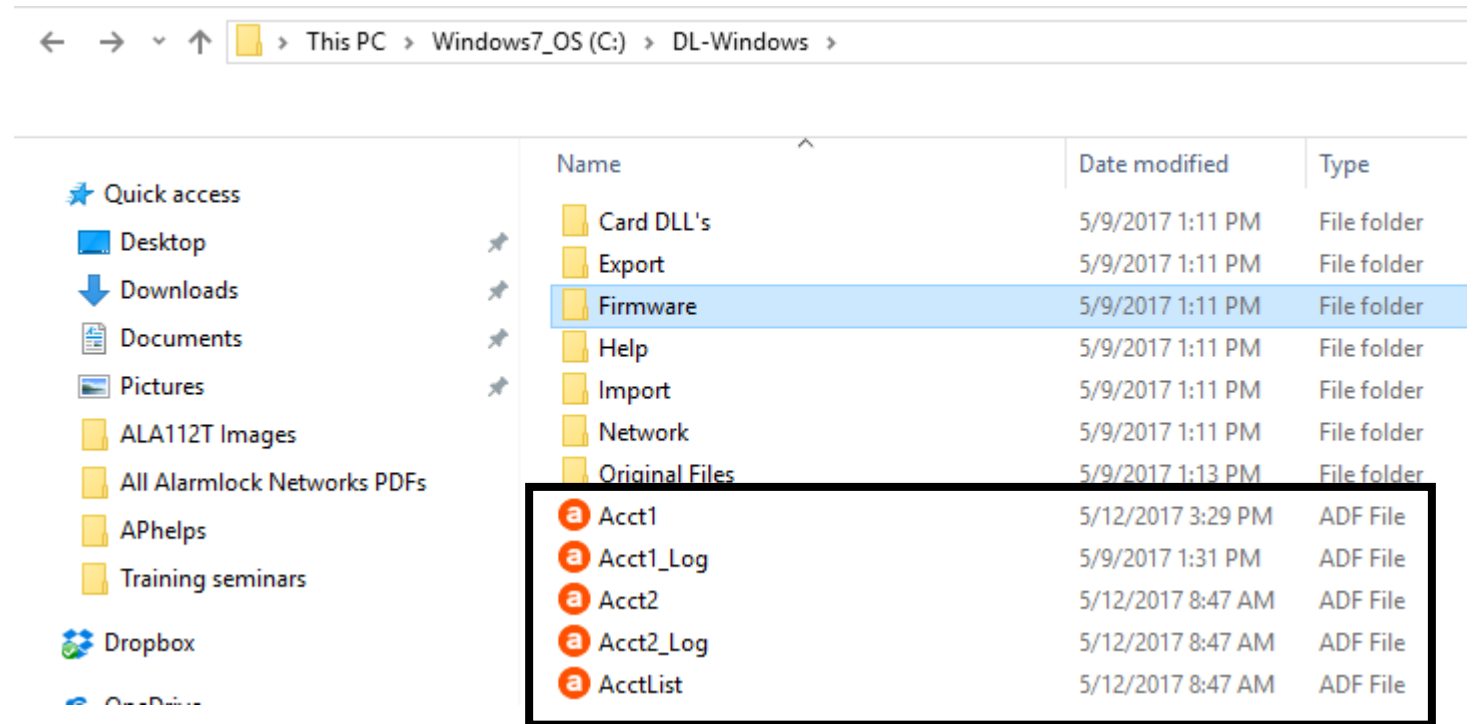 This PC > Windows7_OS (C:) > DL-Windows >
Name Date modified Type
Quick access
Desktop
Downloads
Documents
Pictures
ALA112T Images
All Alarmlock Networks PDFs
APhelps
Training seminars
Dropbox
OneDrive
Card DLL's 5/9/2017 1:11 PM File folder
Export 5/9/2017 1:11 PM File folder
Firmware 5/9/2017 1:11 PM File folder
Help 5/9/2017 1:11 PM File folder
Import 5/9/2017 1:11 PM File folder
Network 5/9/2017 1:11 PM File folder
Original Files 5/9/2017 1:13 PM File folder
Acct1 5/12/2017 3:29 PM ADF File
Acct1_Log 5/9/2017 1:31 PM ADF File
Acct2 5/12/2017 8:47 AM ADF File
Acct2_Log 5/12/2017 8:47 AM ADF File
AcctList 5/12/2017 8:47 AM ADF File